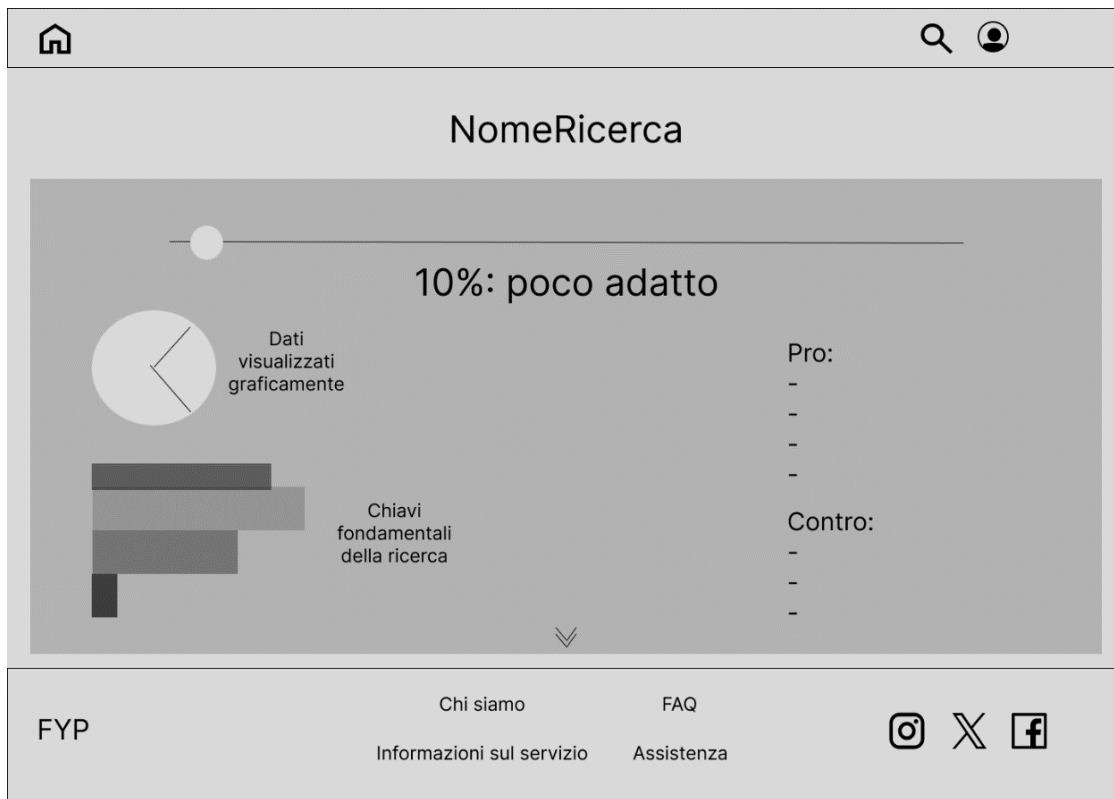 NomeRicerca
10%: poco adatto
Dati
visualizzati
graficamente
Chiavi
fondamentali
della ricerca
Pro:
-
-
-
-
Contro:
-
-
-
FYP
Chi siamo
FAQ
Informazioni sul servizio
Assistenza